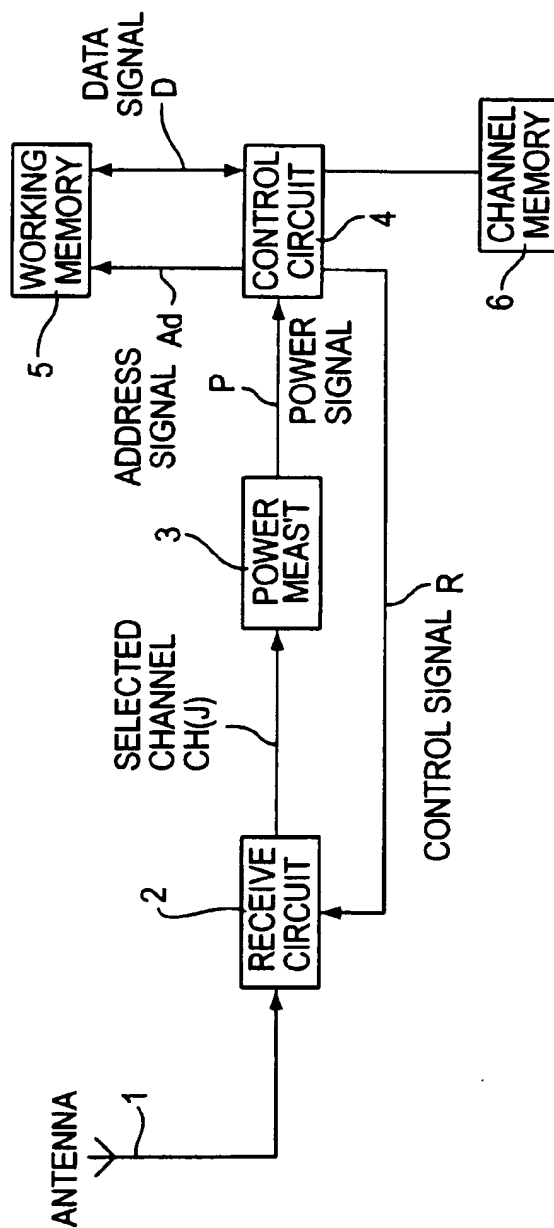 ANTENNA
1
2
RECEIVE
CIRCUIT
SELECTED
CHANNEL
CH(J)
3
POWER
MEAS'T
P
POWER
SIGNAL
ADDRESS
SIGNAL
Ad
5
WORKING
MEMORY
DATA
SIGNAL
D
CONTROL
CIRCUIT
4
CONTROL SIGNAL R
6
CHANNEL
MEMORY